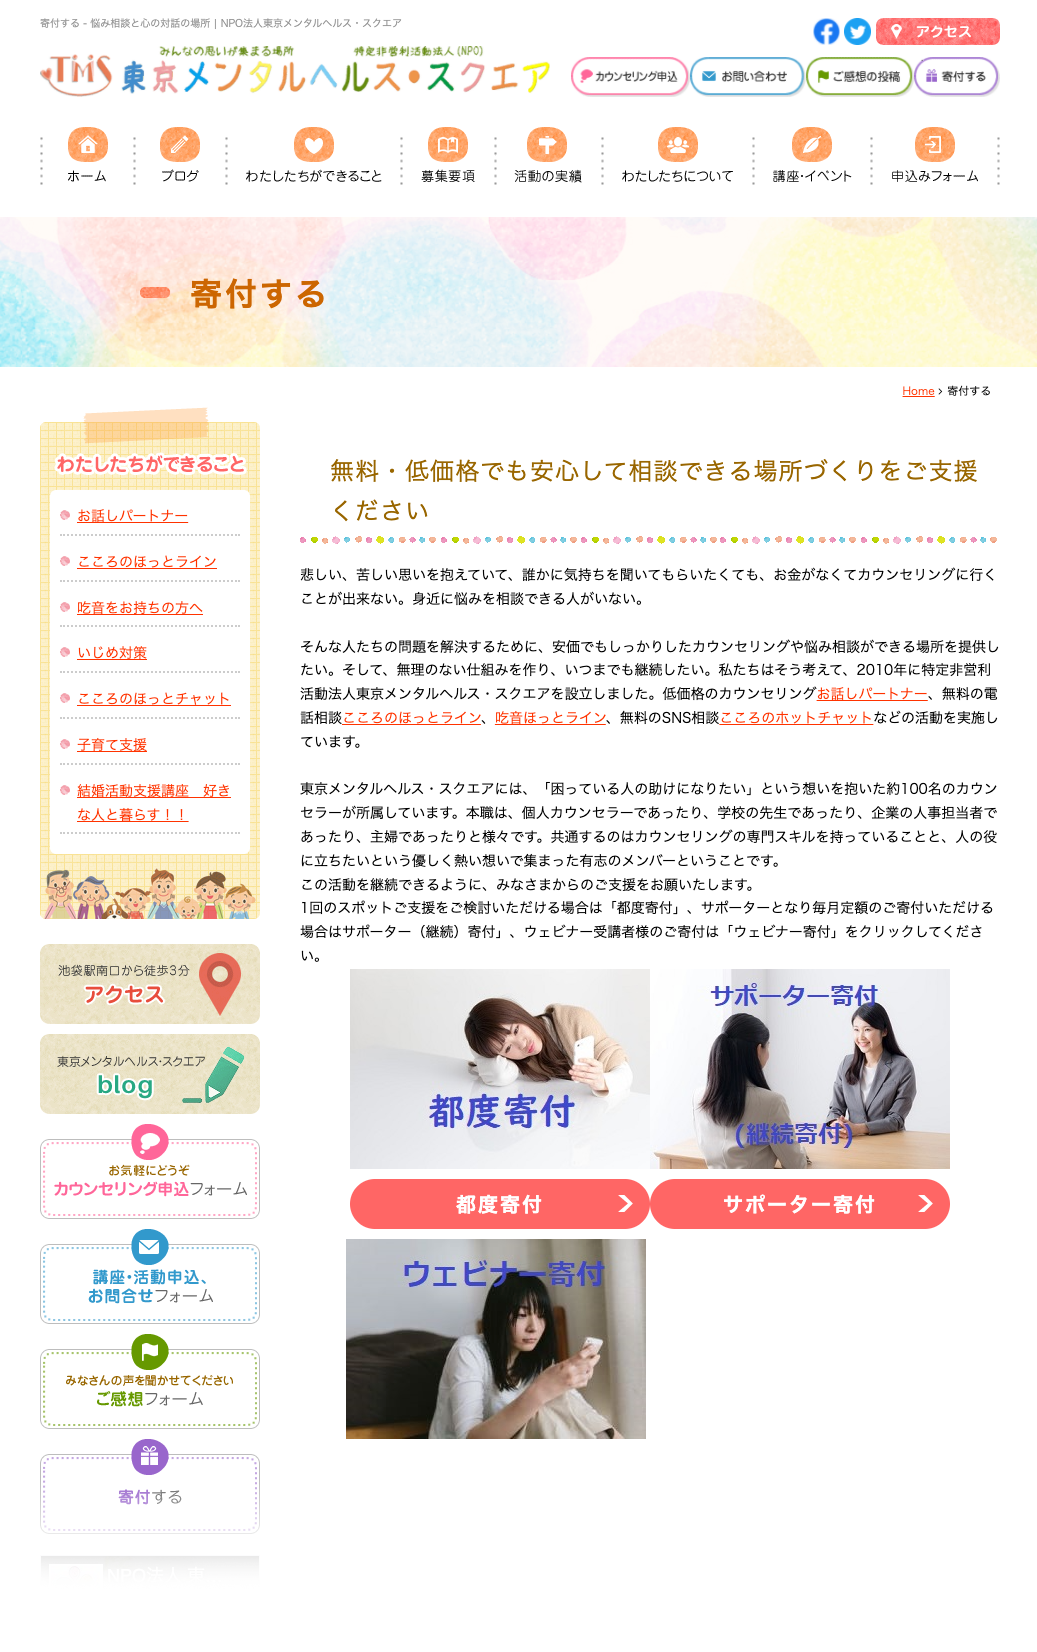 寄付する - 悩み相談と心の対話の場所 | NPO法人東京メンタルヘルス・スクエア
アクセス
みんなの思いが集まる場所
特定非営利活動法人(NPO)
TMS 東京メンタルヘルス・スクエア
カウンセリング申込
お問い合わせ
ご感想の投稿
寄付する
ホーム
ブログ
わたしたちができること
募集要項
活動の実績
わたしたちについて
講座・イベント
申込みフォーム
寄付する
Home > 寄付する
わたしたちができること
お話しパートナー
こころのほっとライン
吃音をお持ちの方へ
いじめ対策
こころのほっとチャット
子育て支援
結婚活動支援講座　好き
な人と暮らす！！
池袋駅南口から徒歩3分
アクセス
東京メンタルヘルス・スクエア
blog
お気軽にどうぞ
カウンセリング申込フォーム
講座・活動申込、
お問合せフォーム
みなさんの声を聞かせてください
ご感想フォーム
寄付する
無料・低価格でも安心して相談できる場所づくりをご支援
ください
悲しい、苦しい思いを抱えていて、誰かに気持ちを聞いてもらいたくても、お金がなくてカウンセリングに行く
ことが出来ない。身近に悩みを相談できる人がいない。
そんな人たちの問題を解決するために、安価でもしっかりしたカウンセリングや悩み相談ができる場所を提供し
たい。そして、無理のない仕組みを作り、いつまでも継続したい。私たちはそう考えて、2010年に特定非営利
活動法人東京メンタルヘルス・スクエアを設立しました。低価格のカウンセリングお話しパートナー、無料の電
話相談こころのほっとライン、吃音ほっとライン、無料のSNS相談こころのホットチャットなどの活動を実施し
ています。
東京メンタルヘルス・スクエアには、「困っている人の助けになりたい」という想いを抱いた約100名のカウン
セラーが所属しています。本職は、個人カウンセラーであったり、学校の先生であったり、企業の人事担当者で
あったり、主婦であったりと様々です。共通するのはカウンセリングの専門スキルを持っていることと、人の役
に立ちたいという優しく熱い想いで集まった有志のメンバーということです。
この活動を継続できるように、みなさまからのご支援をお願いたします。
1回のスポットご支援をご検討いただける場合は「都度寄付」、サポーターとなり毎月定額のご寄付いただける
場合はサポーター（継続）寄付」、ウェビナー受講者様のご寄付は「ウェビナー寄付」をクリックしてくださ
い。
都度寄付
サポーター寄付
(継続寄付)
都度寄付
サポーター寄付
ウェビナー寄付